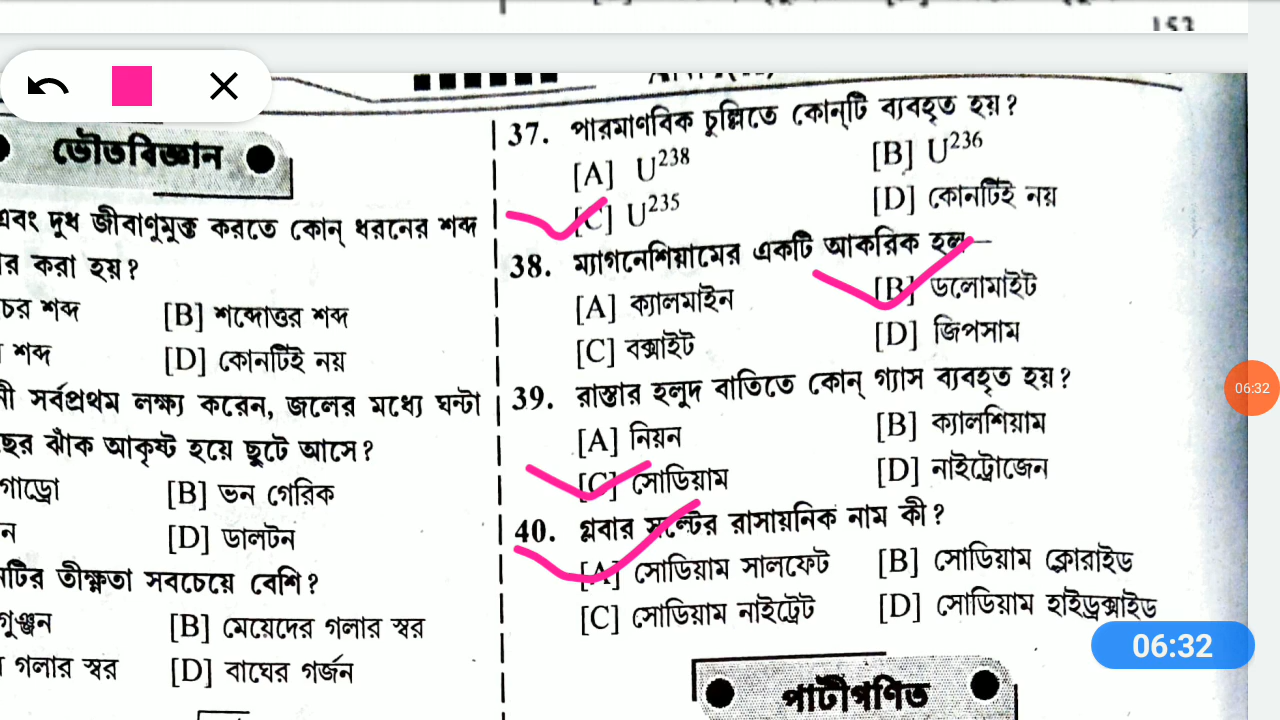 153
ভৌতবিজ্ঞান
এবং দুধ জীবাণুমুক্ত করতে কোন্ ধরনের শব্দ
করা হয়?
শব্দ [B] শব্দোত্তর শব্দ
শব্দ [D] কোনটিই নয়
সর্বপ্রথম লক্ষ্য করেন, জলের মধ্যে ঘন্টা
ঝাঁক আকৃষ্ট হয়ে ছুটে আসে?
[B] ভন গেরিক
[D] ডালটন
তীক্ষ্ণতা সবচেয়ে বেশি?
গুঞ্জন [B] মেয়েদের গলার স্বর
গলার স্বর [D] বাঘের গর্জন
37. পারমাণবিক চুল্লিতে কোন্‌টি ব্যবহৃত হয়?
[A] U²³⁸ [B] U²³⁶
[C] U²³⁵ [D] কোনটিই নয়
38. ম্যাগনেশিয়ামের একটি আকরিক হল—
[A] ক্যালমাইন [B] ডলোমাইট
[C] বক্সাইট [D] জিপসাম
39. রাস্তার হলুদ বাতিতে কোন্ গ্যাস ব্যবহৃত হয়?
[A] নিয়ন [B] ক্যালশিয়াম
[C] সোডিয়াম [D] নাইট্রোজেন
40. গ্লবার সল্টের রাসায়নিক নাম কী?
[A] সোডিয়াম সালফেট [B] সোডিয়াম ক্লোরাইড
[C] সোডিয়াম নাইট্রেট [D] সোডিয়াম হাইড্রক্সাইড
পাটীগণিত
06:32
06:32